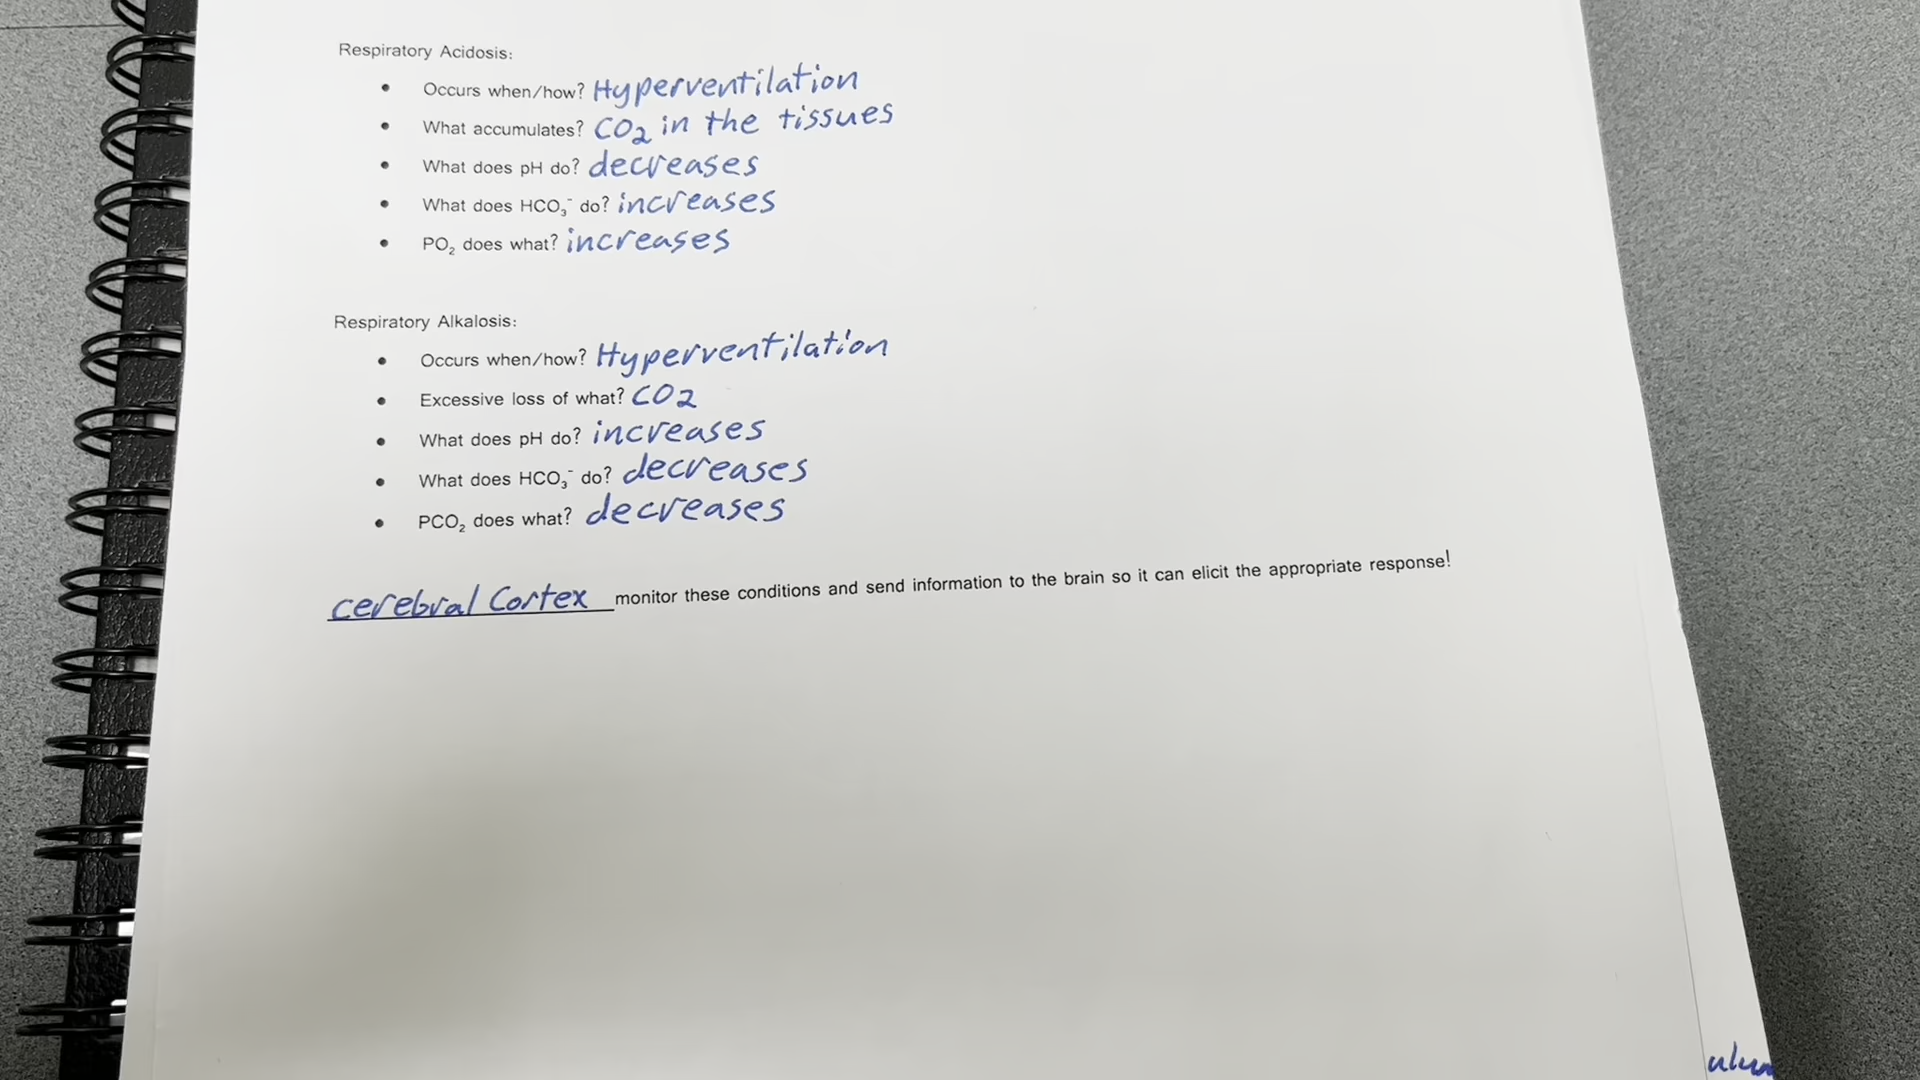 Respiratory Acidosis:
• Occurs when/how? Hyperventilation
• What accumulates? CO2 in the tissues
• What does pH do? decreases
• What does HCO₃⁻ do? increases
• PO₂ does what? increases
Respiratory Alkalosis:
• Occurs when/how? Hyperventilation
• Excessive loss of what? CO2
• What does pH do? increases
• What does HCO₃⁻ do? decreases
• PCO₂ does what? decreases
cerebral Cortex monitor these conditions and send information to the brain so it can elicit the appropriate response!